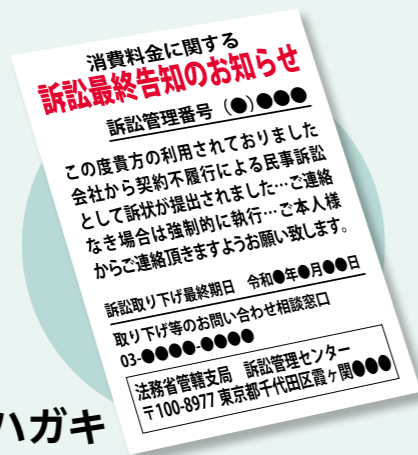 消費料金に関する
訴訟最終告知のお知らせ
訴訟管理番号（●）●●●
この度貴方の利用されておりました
会社から契約不履行による民事訴訟
として訴状が提出されました…ご連絡
なき場合は強制的に執行…ご本人様
からご連絡頂きますようお願い致します。
訴訟取り下げ最終期日　令和●年●月●●日
取り下げ等のお問い合わせ相談窓口
03-●●●●-●●●●
法務省管轄支局　訴訟管理センター
〒100-8977 東京都千代田区霞ヶ関●●●
ハガキ